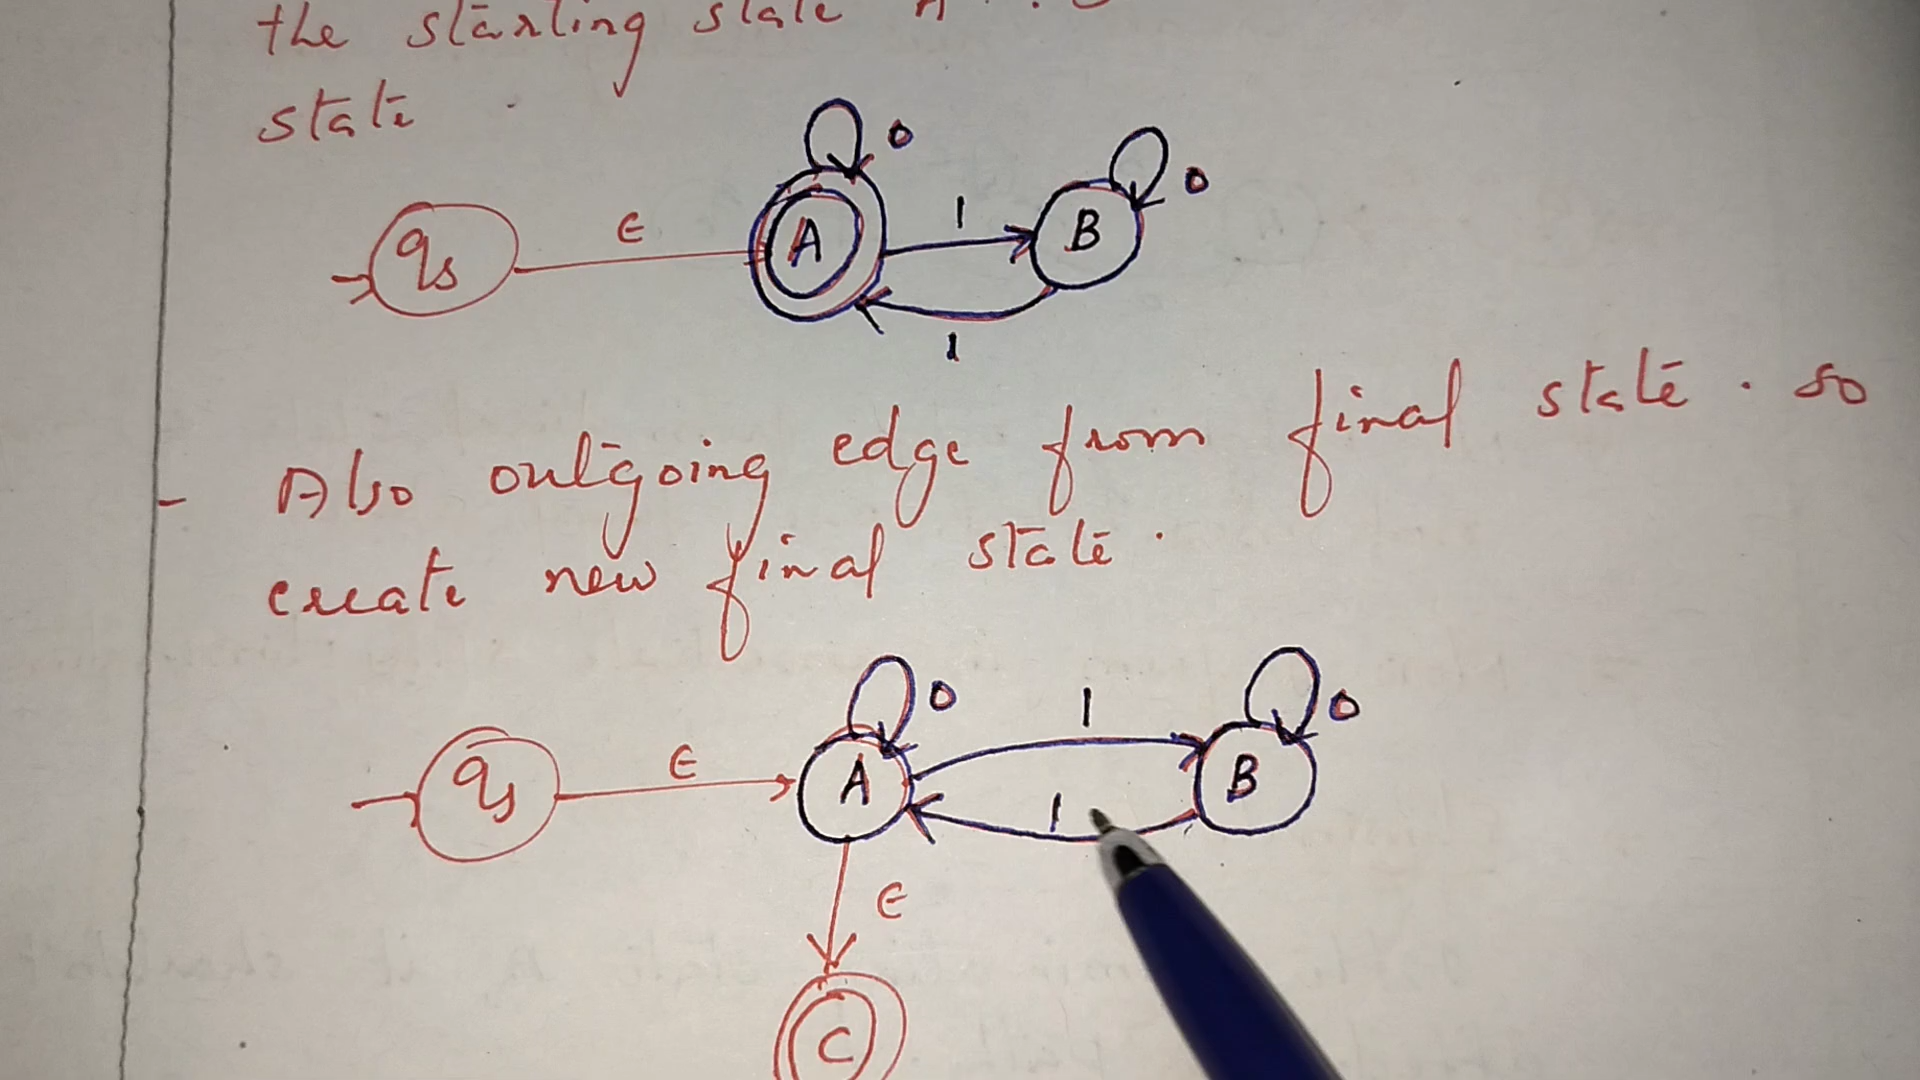 the starting state A
state .
0
0
qs ϵ A 1 B
1
- Also outgoing edge from final state . so
create new final state .
0 1 0
qs ϵ A 1 B
ϵ
C